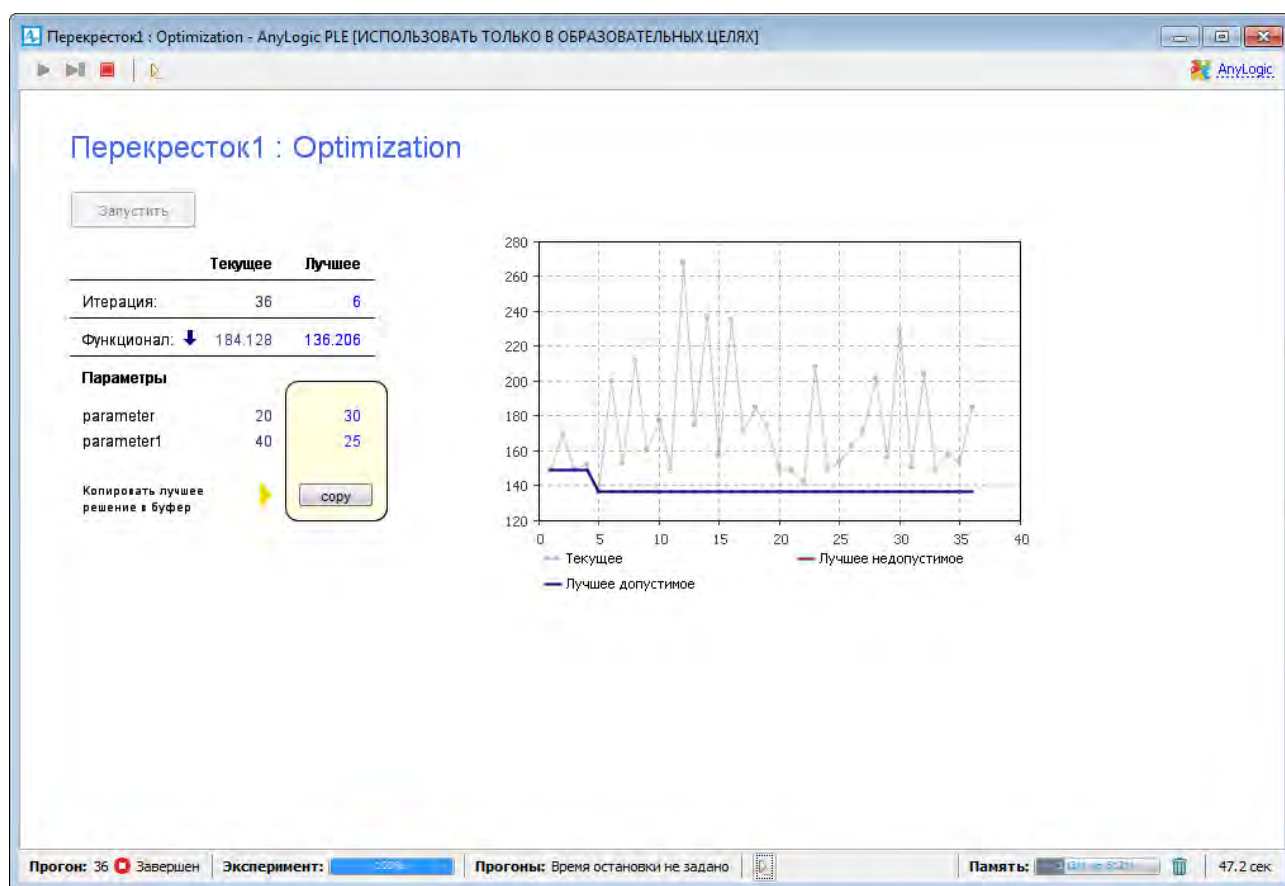 Перекресток1 : Optimization - AnyLogic PLE [ИСПОЛЬЗОВАТЬ ТОЛЬКО В ОБРАЗОВАТЕЛЬНЫХ ЦЕЛЯХ]
AnyLogic
Перекресток1 : Optimization
Запустить
Текущее Лучшее
Итерация: 36 6
Функционал: 184.128 136.206
Параметры
parameter 20 30
parameter1 40 25
Копировать лучшее
решение в буфер
copy
280
260
240
220
200
180
160
140
120
0 5 10 15 20 25 30 35 40
Текущее Лучшее недопустимое
Лучшее допустимое
Прогон: 36 Завершен Эксперимент: 100% Прогоны: Время остановки не задано Память: 47.2 сек